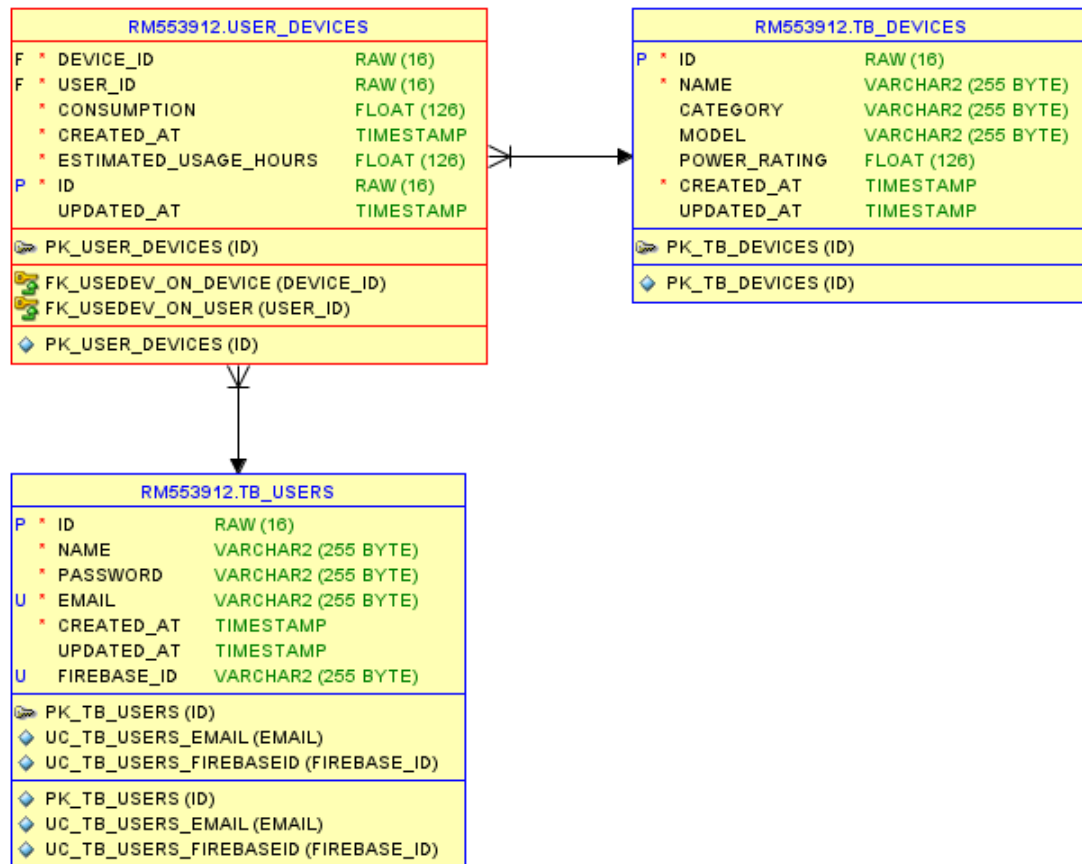 RM553912.USER_DEVICES
F * DEVICE_ID RAW (16)
F * USER_ID RAW (16)
* CONSUMPTION FLOAT (126)
* CREATED_AT TIMESTAMP
* ESTIMATED_USAGE_HOURS FLOAT (126)
P * ID RAW (16)
UPDATED_AT TIMESTAMP
PK_USER_DEVICES (ID)
FK_USEDEV_ON_DEVICE (DEVICE_ID)
FK_USEDEV_ON_USER (USER_ID)
PK_USER_DEVICES (ID)
RM553912.TB_DEVICES
P * ID RAW (16)
* NAME VARCHAR2 (255 BYTE)
CATEGORY VARCHAR2 (255 BYTE)
MODEL VARCHAR2 (255 BYTE)
POWER_RATING FLOAT (126)
* CREATED_AT TIMESTAMP
UPDATED_AT TIMESTAMP
PK_TB_DEVICES (ID)
PK_TB_DEVICES (ID)
RM553912.TB_USERS
P * ID RAW (16)
* NAME VARCHAR2 (255 BYTE)
* PASSWORD VARCHAR2 (255 BYTE)
U * EMAIL VARCHAR2 (255 BYTE)
* CREATED_AT TIMESTAMP
UPDATED_AT TIMESTAMP
U FIREBASE_ID VARCHAR2 (255 BYTE)
PK_TB_USERS (ID)
UC_TB_USERS_EMAIL (EMAIL)
UC_TB_USERS_FIREBASEID (FIREBASE_ID)
PK_TB_USERS (ID)
UC_TB_USERS_EMAIL (EMAIL)
UC_TB_USERS_FIREBASEID (FIREBASE_ID)